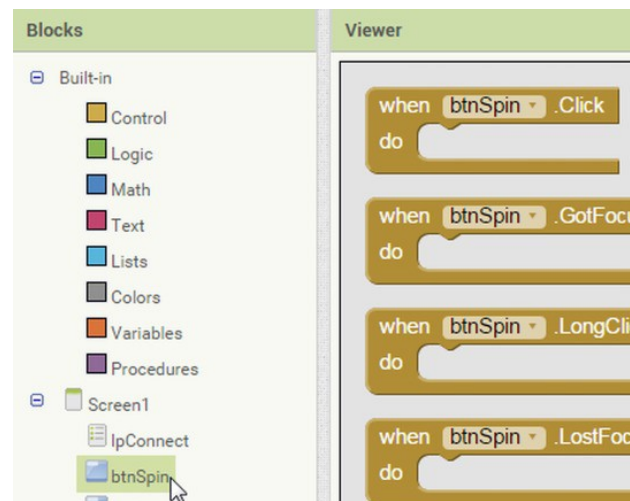 Blocks
Built-in
Control
Logic
Math
Text
Lists
Colors
Variables
Procedures
Screen1
lpConnect
btnSpin
Viewer
when btnSpin .Click
do
when btnSpin .GotFocu
do
when btnSpin .LongCli
do
when btnSpin .LostFoc
do